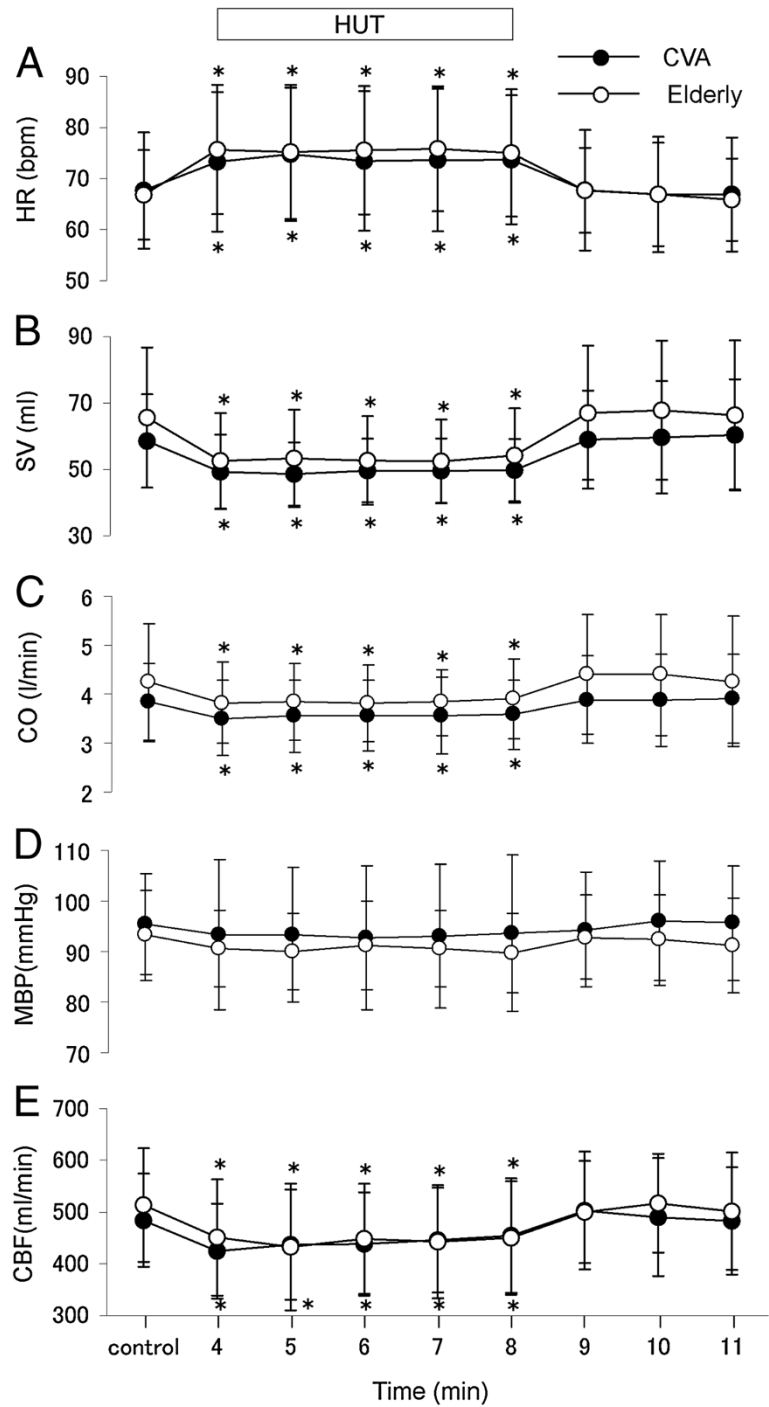 HUT
CVA
Elderly
A
HR (bpm)
90
80
70
60
50
* * * * *
* * * * *
B
SV (ml)
90
70
50
30
* * * * *
* * * * *
C
CO (l/min)
6
5
4
3
2
* * * * *
* * * * *
D
MBP(mmHg)
110
100
90
80
70
E
CBF(ml/min)
700
600
500
400
300
* * * * *
* * * * *
control 4 5 6 7 8 9 10 11
Time (min)